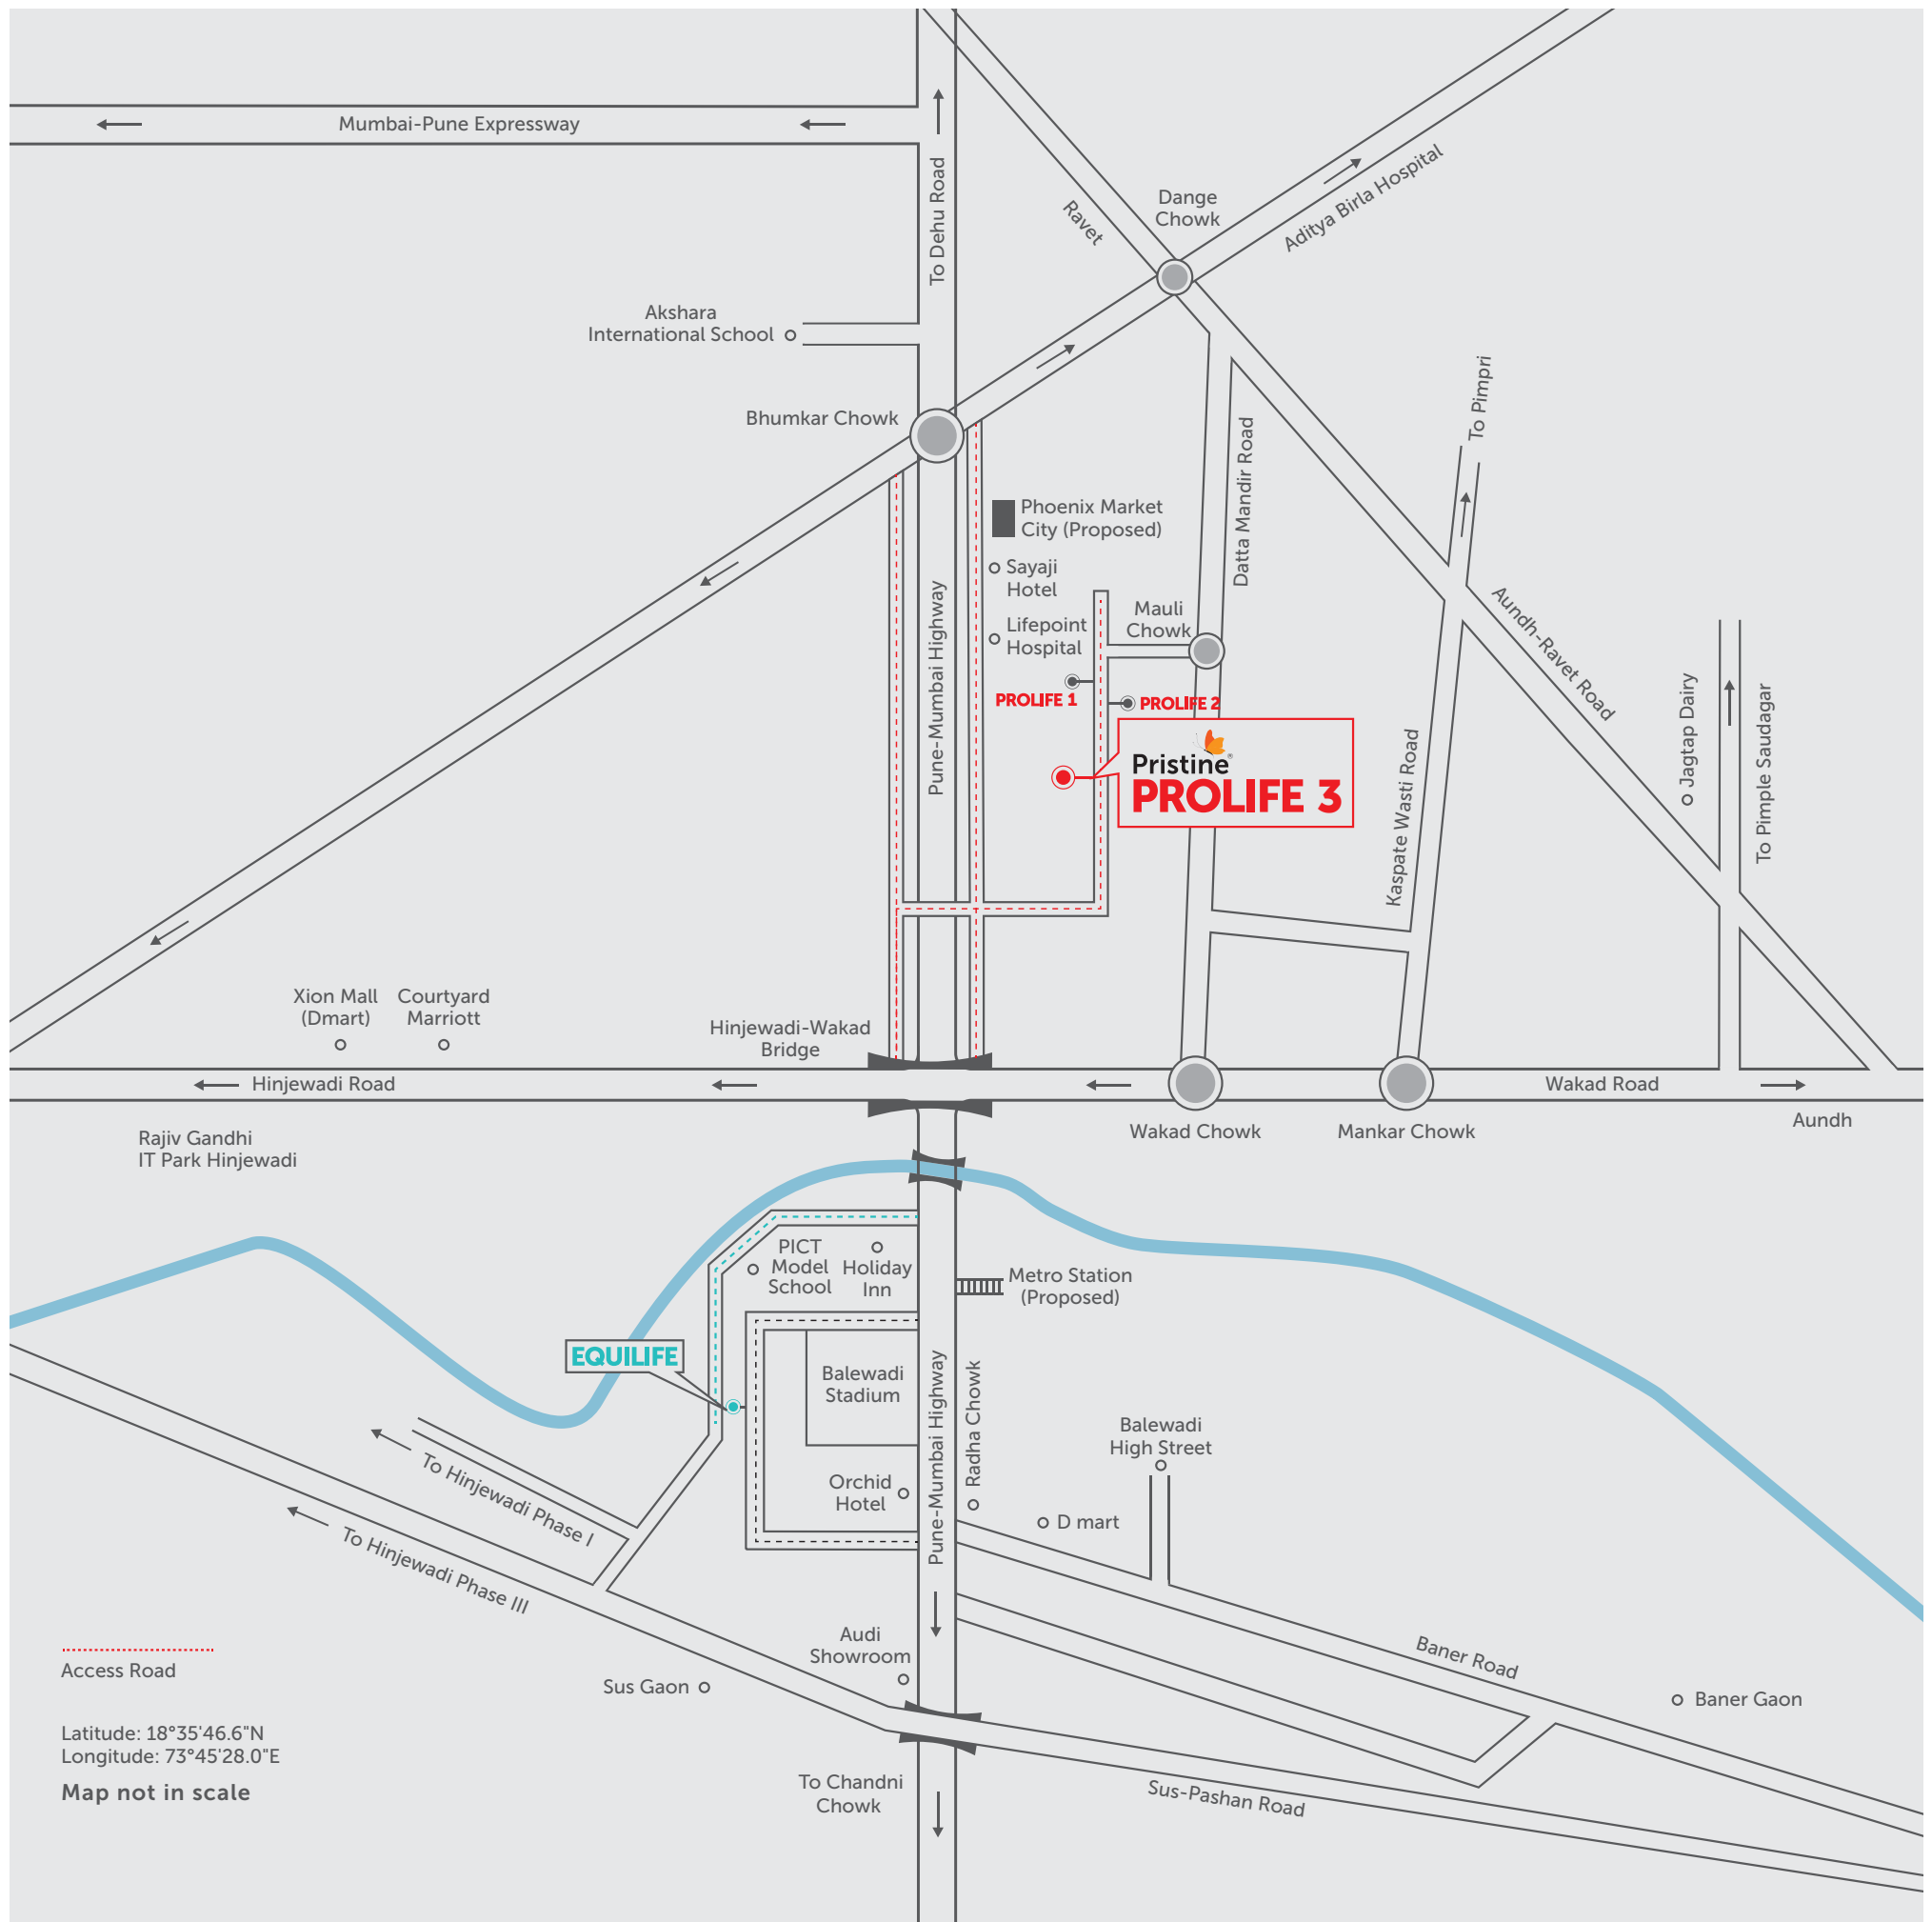 Mumbai-Pune Expressway
To Dehu Road
Ravet
Dange
Chowk
Aditya Birla Hospital
Akshara
International School
Bhumkar Chowk
To Pimpri
Datta Mandir Road
Phoenix Market
City (Proposed)
Sayaji
Hotel
Pune-Mumbai Highway
Lifepoint
Hospital
Mauli
Chowk
Aundh-Ravet Road
PROLIFE 1
PROLIFE 2
Pristine®
PROLIFE 3
Kaspate Wasti Road
Jagtap Dairy
To Pimple Saudagar
Xion Mall
(Dmart)
Courtyard
Marriott
Hinjewadi-Wakad
Bridge
Hinjewadi Road
Wakad Road
Wakad Chowk
Mankar Chowk
Aundh
Rajiv Gandhi
IT Park Hinjewadi
PICT
Model
School
Holiday
Inn
Metro Station
(Proposed)
EQUILIFE
Balewadi
Stadium
Pune-Mumbai Highway
Radha Chowk
Balewadi
High Street
Orchid
Hotel
D mart
To Hinjewadi Phase I
To Hinjewadi Phase III
Audi
Showroom
Sus Gaon
Baner Road
Baner Gaon
Access Road
Latitude: 18°35'46.6"N
Longitude: 73°45'28.0"E
Map not in scale
To Chandni
Chowk
Sus-Pashan Road